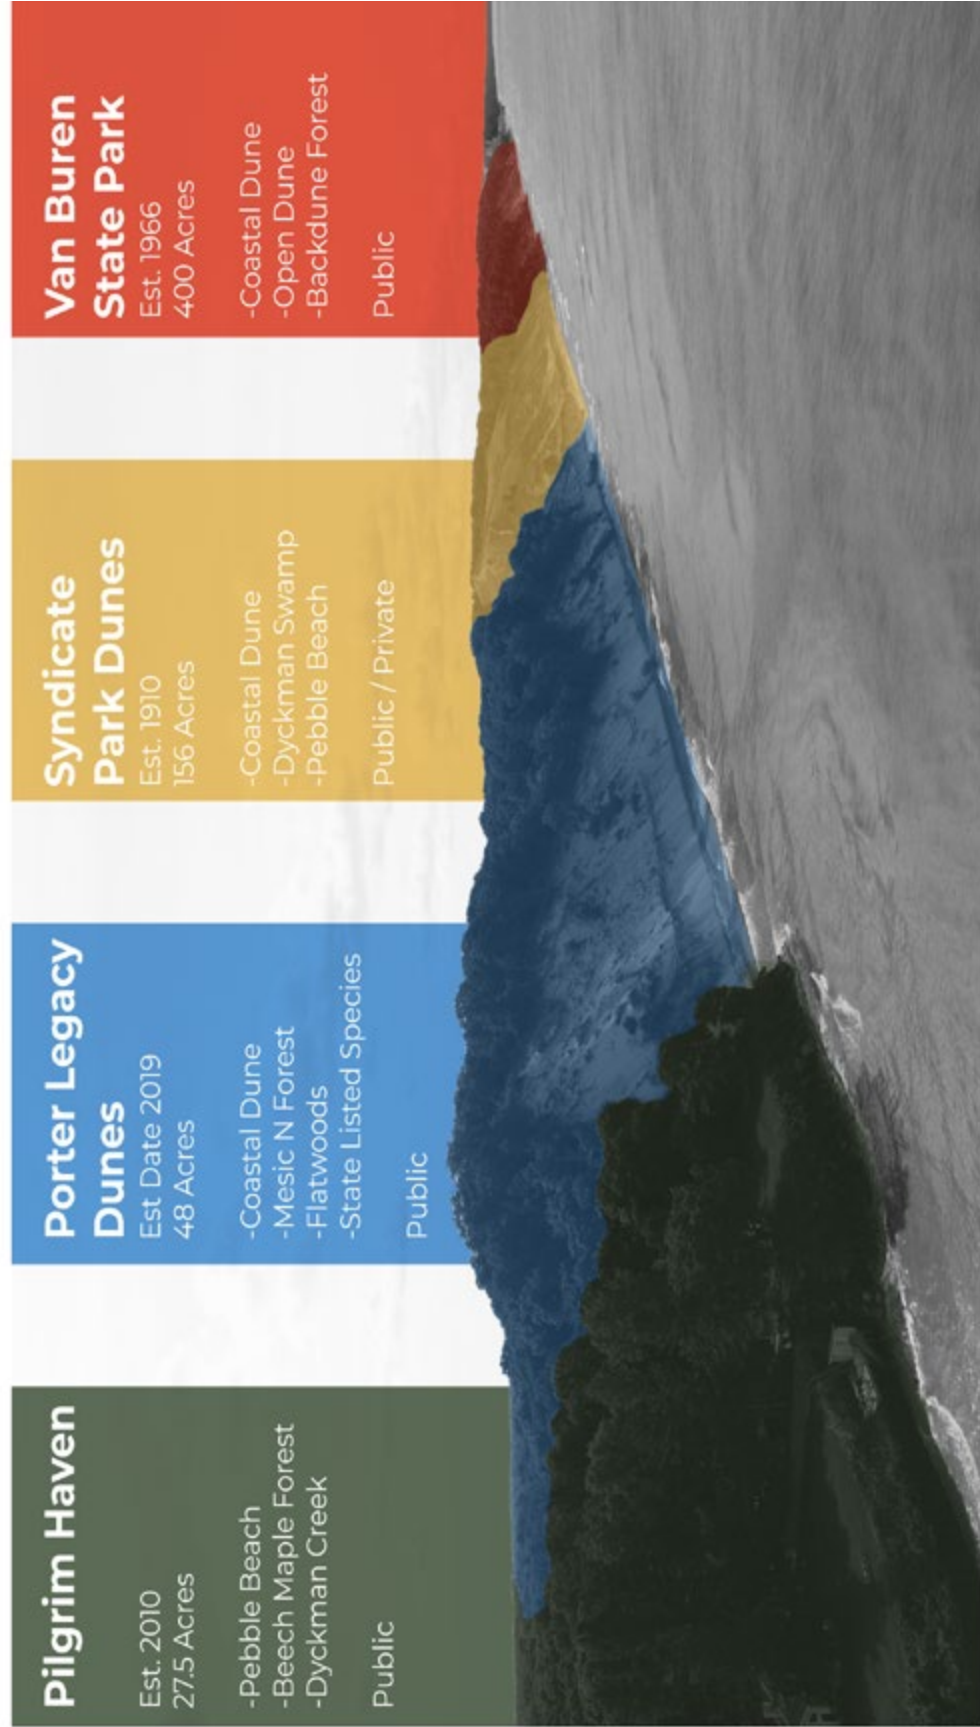 Pilgrim Haven
Est. 2010
27.5 Acres
-Pebble Beach
-Beech Maple Forest
-Dyckman Creek
Public
Porter Legacy
Dunes
Est Date 2019
48 Acres
-Coastal Dune
-Mesic N Forest
-Flatwoods
-State Listed Species
Public
Syndicate
Park Dunes
Est. 1910
156 Acres
-Coastal Dune
-Dyckman Swamp
-Pebble Beach
Public / Private
Van Buren
State Park
Est. 1966
400 Acres
-Coastal Dune
-Open Dune
-Backdune Forest
Public